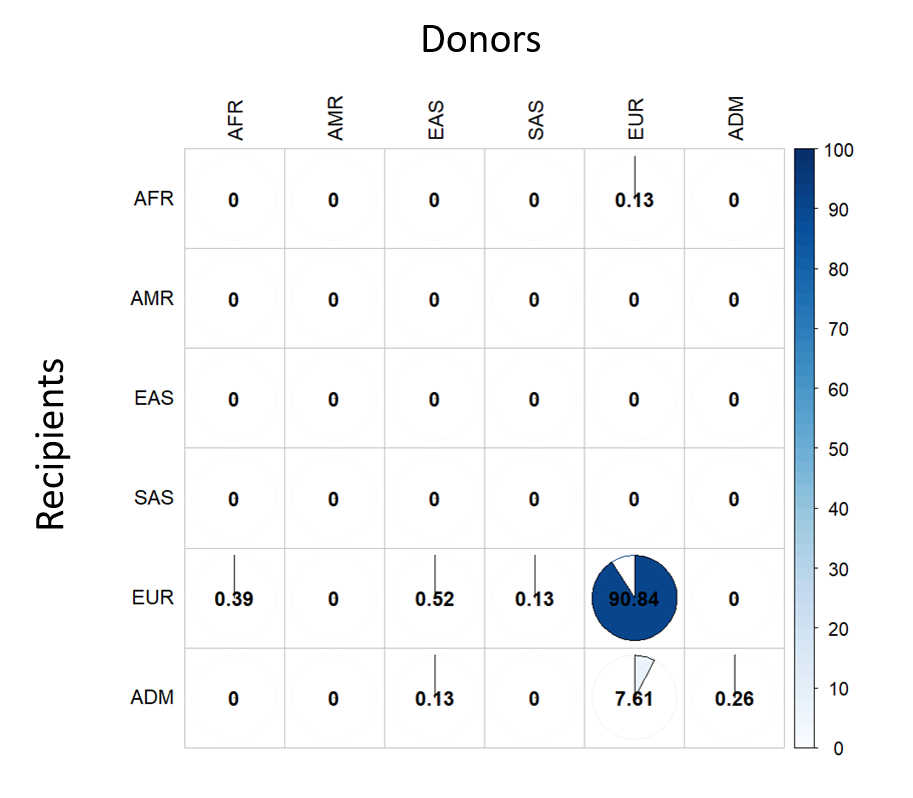 Donors
AFR AMR EAS SAS EUR ADM
Recipients
AFR 0 0 0 0 0.13 0
AMR 0 0 0 0 0 0
EAS 0 0 0 0 0 0
SAS 0 0 0 0 0 0
EUR 0.39 0 0.52 0.13 90.84 0
ADM 0 0 0.13 0 7.61 0.26
100
90
80
70
60
50
40
30
20
10
0